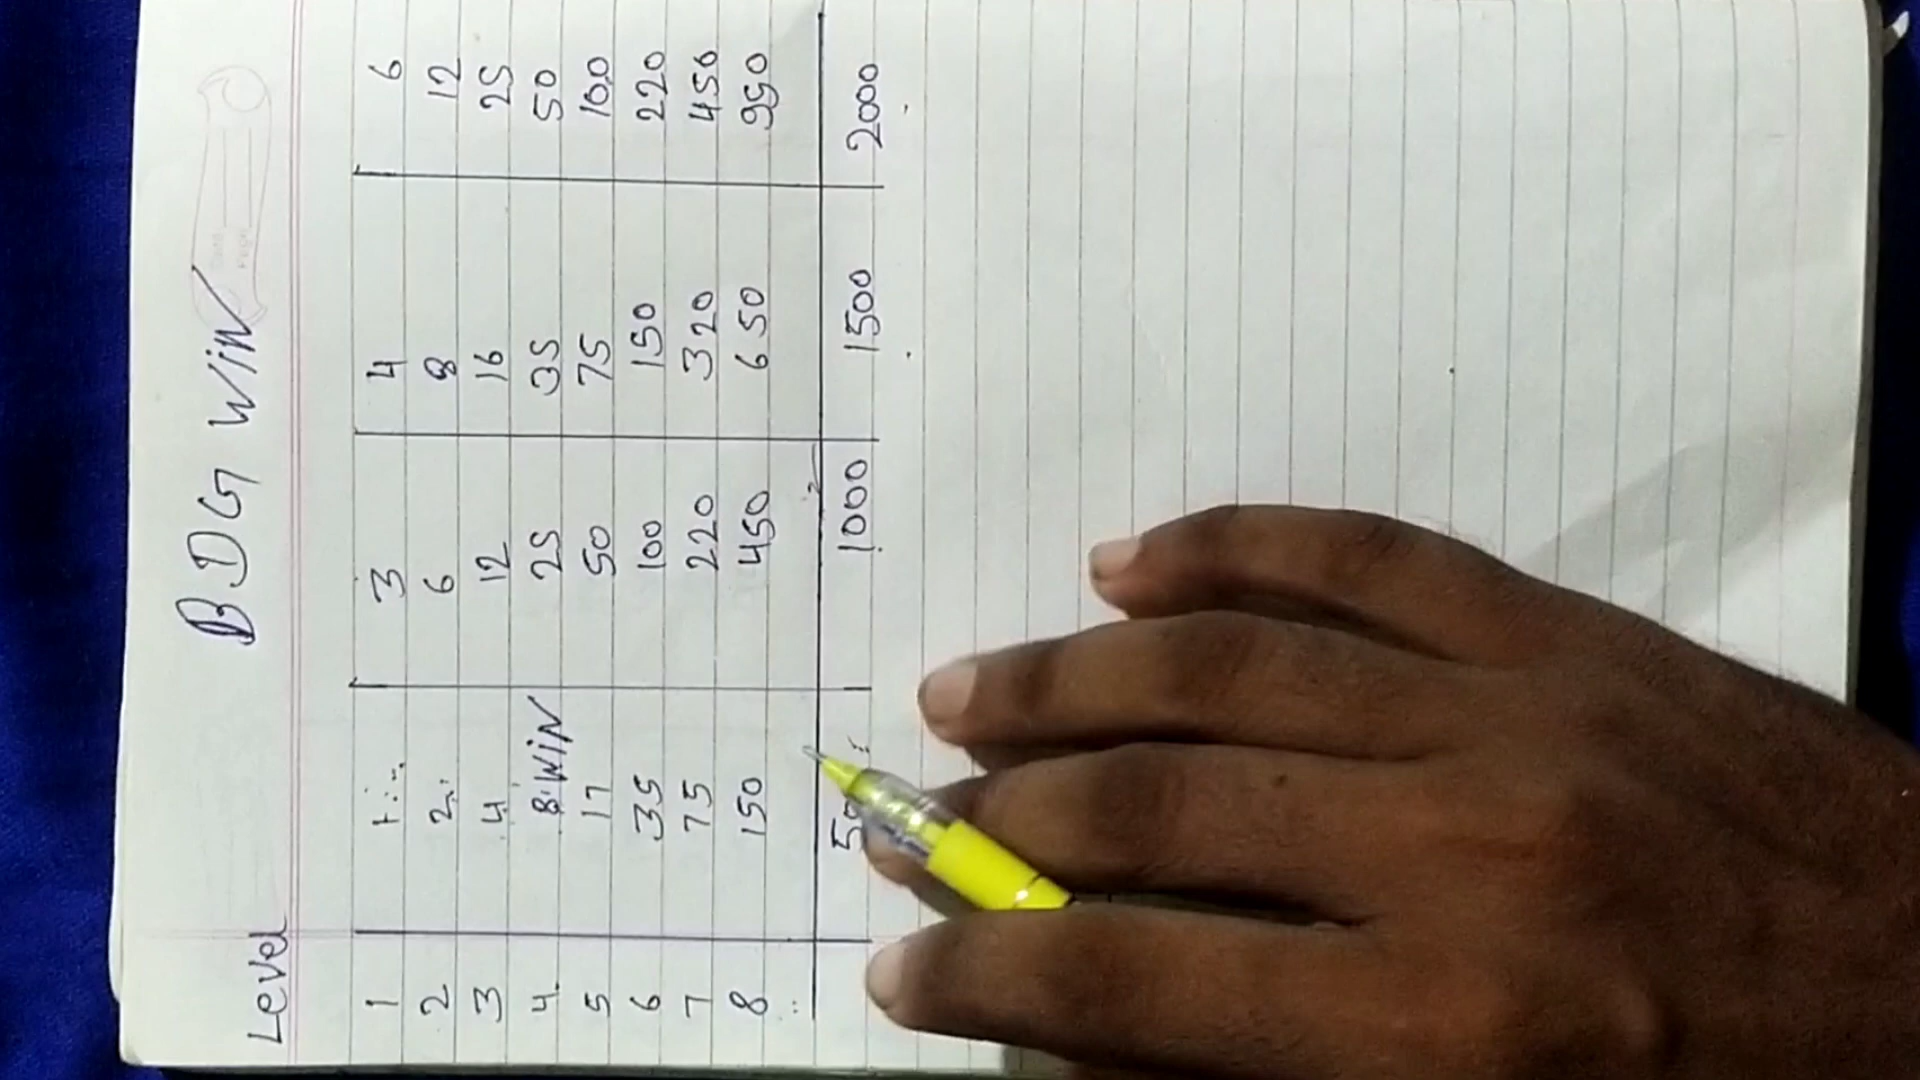 B.D G WiN
Level
1 1 3 4 6
2 2 6 8 12
3 4 12 16 25
4 8 WiN 25 35 50
5 17 50 75 100
6 35 100 150 220
7 75 220 320 450
8 150 450 650 950
1000 1500 2000